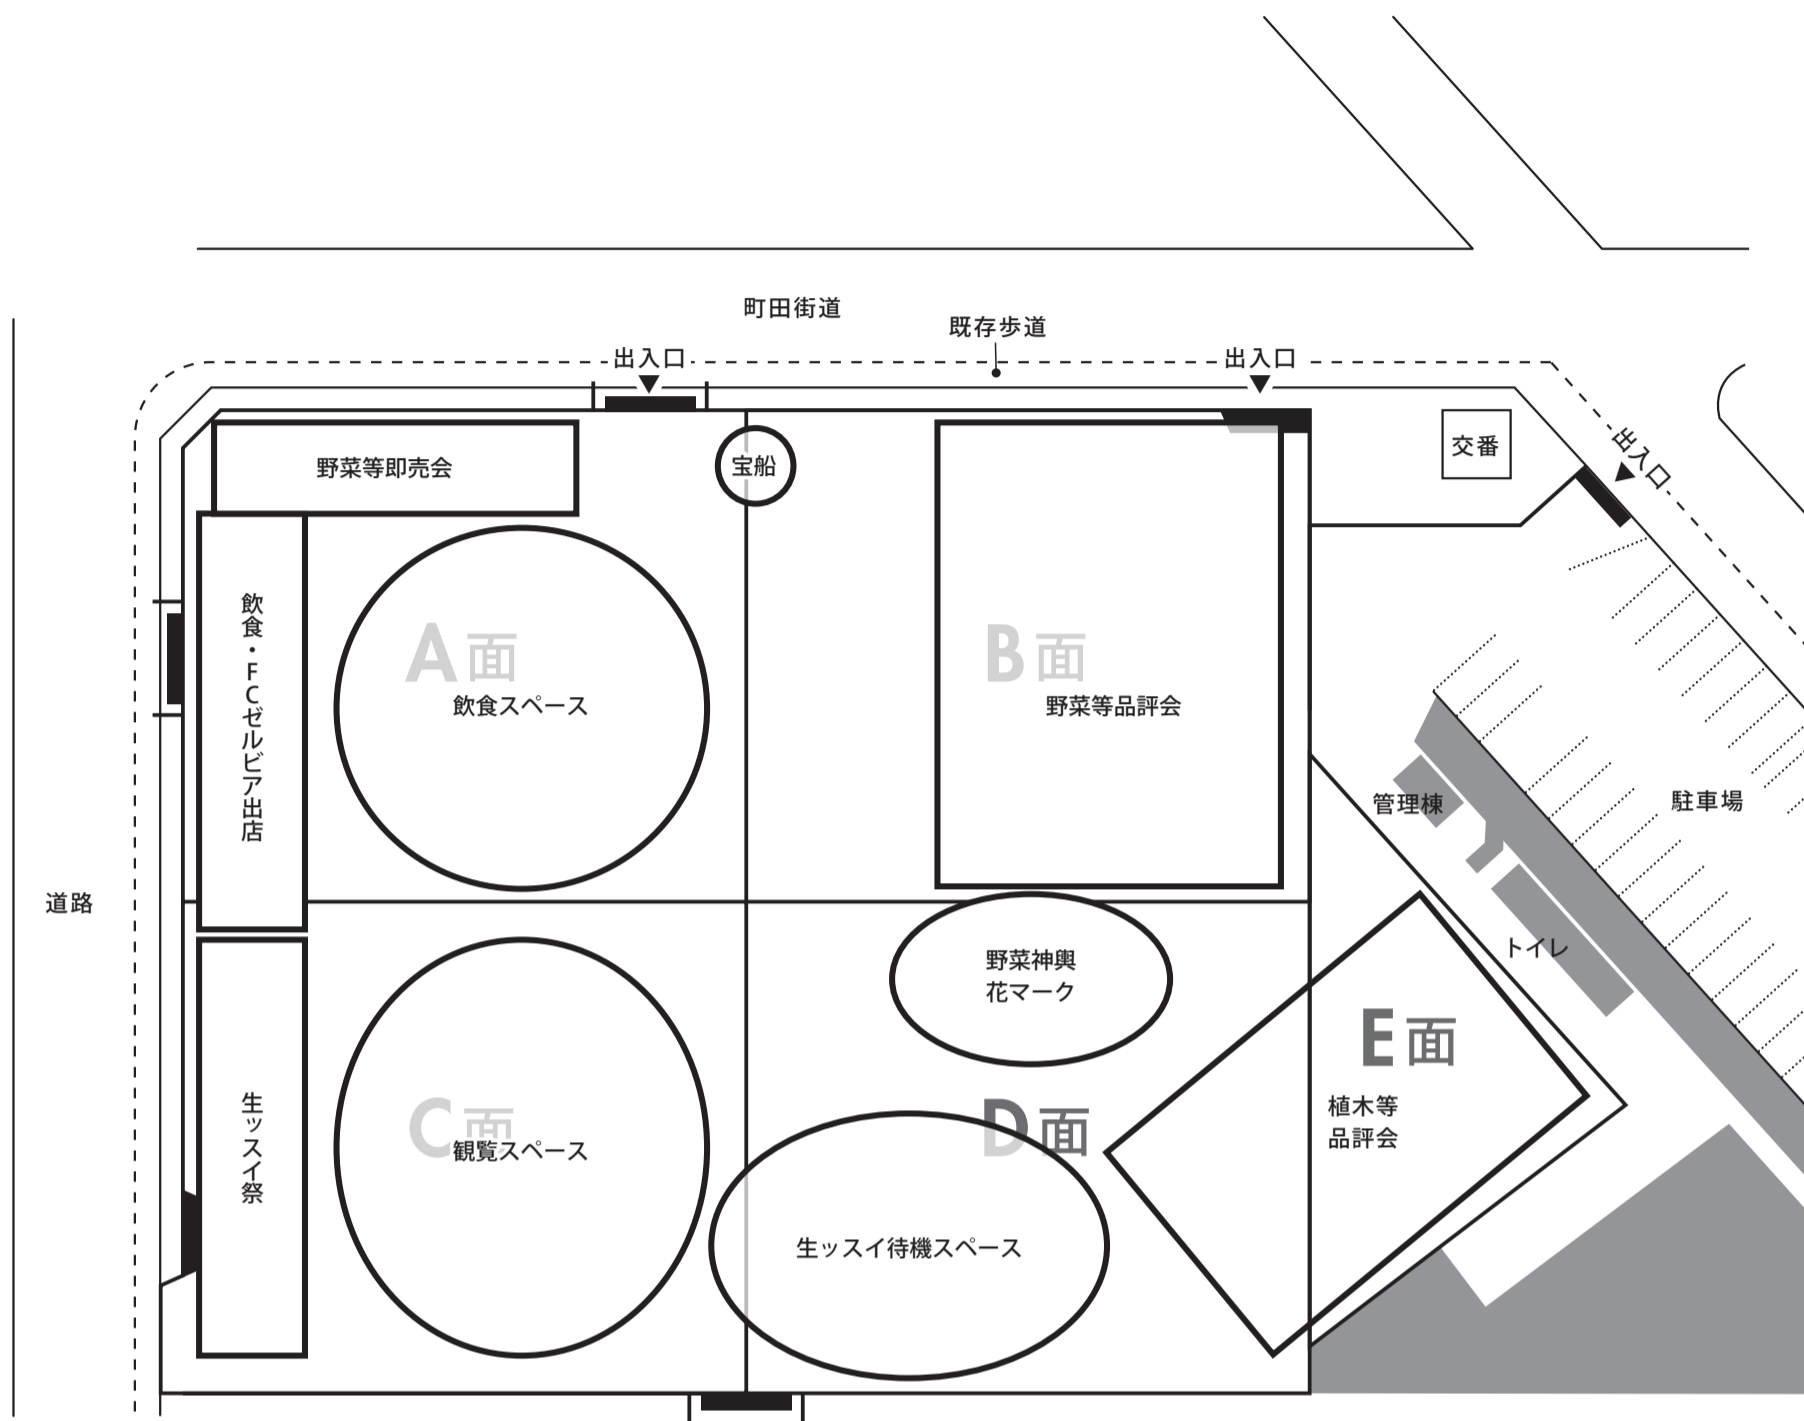 町田街道
既存歩道
出入口
出入口
出入口
交番
野菜等即売会
宝船
飲食・FCゼルビア出店
A面
飲食スペース
B面
野菜等品評会
管理棟
駐車場
道路
トイレ
野菜神輿
花マーク
E面
植木等
品評会
生ッスイ祭
C面
観覧スペース
D面
生ッスイ待機スペース